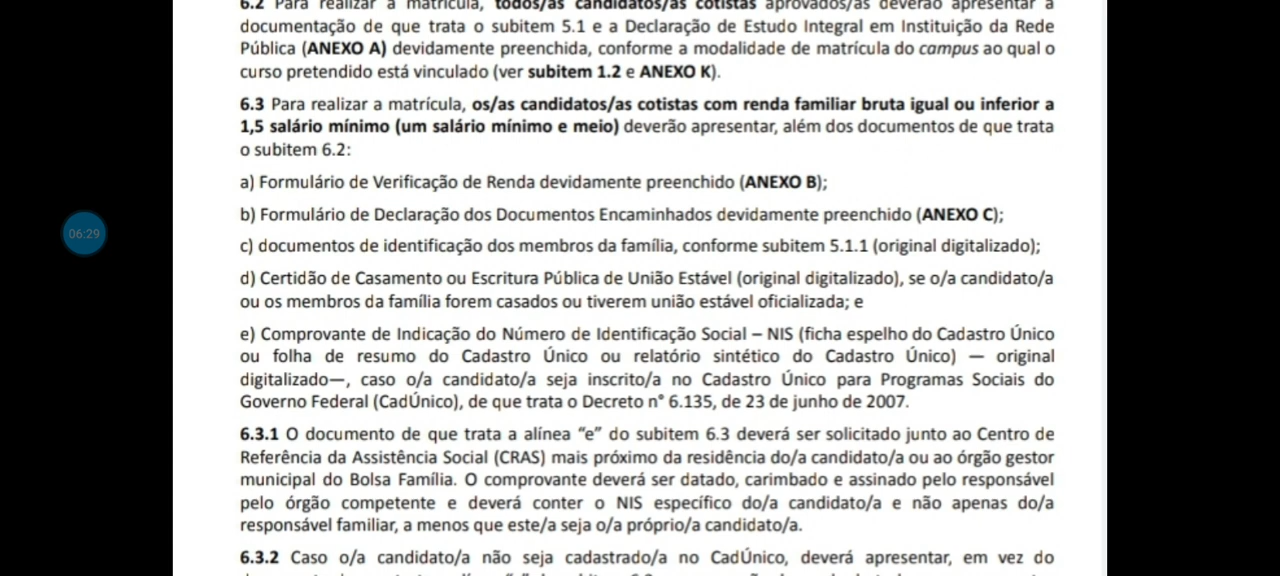 6.2 Para realizar a matrícula, todos/as candidatos/as cotistas aprovados/as deverão apresentar a
documentação de que trata o subitem 5.1 e a Declaração de Estudo Integral em Instituição da Rede
Pública (ANEXO A) devidamente preenchida, conforme a modalidade de matrícula do campus ao qual o
curso pretendido está vinculado (ver subitem 1.2 e ANEXO K).
6.3 Para realizar a matrícula, os/as candidatos/as cotistas com renda familiar bruta igual ou inferior a
1,5 salário mínimo (um salário mínimo e meio) deverão apresentar, além dos documentos de que trata
o subitem 6.2:
a) Formulário de Verificação de Renda devidamente preenchido (ANEXO B);
b) Formulário de Declaração dos Documentos Encaminhados devidamente preenchido (ANEXO C);
06:29
c) documentos de identificação dos membros da família, conforme subitem 5.1.1 (original digitalizado);
d) Certidão de Casamento ou Escritura Pública de União Estável (original digitalizado), se o/a candidato/a
ou os membros da família forem casados ou tiverem união estável oficializada; e
e) Comprovante de Indicação do Número de Identificação Social – NIS (ficha espelho do Cadastro Único
ou folha de resumo do Cadastro Único ou relatório sintético do Cadastro Único) — original
digitalizado—, caso o/a candidato/a seja inscrito/a no Cadastro Único para Programas Sociais do
Governo Federal (CadÚnico), de que trata o Decreto n° 6.135, de 23 de junho de 2007.
6.3.1 O documento de que trata a alínea “e” do subitem 6.3 deverá ser solicitado junto ao Centro de
Referência da Assistência Social (CRAS) mais próximo da residência do/a candidato/a ou ao órgão gestor
municipal do Bolsa Família. O comprovante deverá ser datado, carimbado e assinado pelo responsável
pelo órgão competente e deverá conter o NIS específico do/a candidato/a e não apenas do/a
responsável familiar, a menos que este/a seja o/a próprio/a candidato/a.
6.3.2 Caso o/a candidato/a não seja cadastrado/a no CadÚnico, deverá apresentar, em vez do